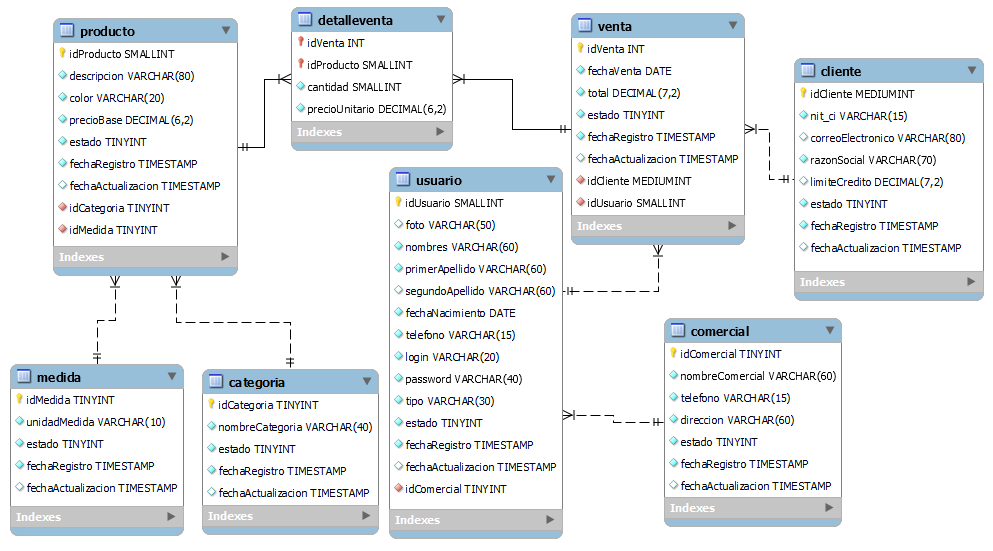 producto
idProducto SMALLINT
descripcion VARCHAR(80)
color VARCHAR(20)
precioBase DECIMAL(6,2)
estado TINYINT
fechaRegistro TIMESTAMP
fechaActualizacion TIMESTAMP
idCategoria TINYINT
idMedida TINYINT
Indexes
detalleventa
idVenta INT
idProducto SMALLINT
cantidad SMALLINT
precioUnitario DECIMAL(6,2)
Indexes
venta
idVenta INT
fechaVenta DATE
total DECIMAL(7,2)
estado TINYINT
fechaRegistro TIMESTAMP
fechaActualizacion TIMESTAMP
idCliente MEDIUMINT
idUsuario SMALLINT
Indexes
cliente
idCliente MEDIUMINT
nit_ci VARCHAR(15)
correoElectronico VARCHAR(80)
razonSocial VARCHAR(70)
limiteCredito DECIMAL(7,2)
estado TINYINT
fechaRegistro TIMESTAMP
fechaActualizacion TIMESTAMP
Indexes
usuario
idUsuario SMALLINT
foto VARCHAR(50)
nombres VARCHAR(60)
primerApellido VARCHAR(60)
segundoApellido VARCHAR(60)
fechaNacimiento DATE
telefono VARCHAR(15)
login VARCHAR(20)
password VARCHAR(40)
tipo VARCHAR(30)
estado TINYINT
fechaRegistro TIMESTAMP
fechaActualizacion TIMESTAMP
idComercial TINYINT
Indexes
comercial
idComercial TINYINT
nombreComercial VARCHAR(60)
telefono VARCHAR(15)
direccion VARCHAR(60)
estado TINYINT
fechaRegistro TIMESTAMP
fechaActualizacion TIMESTAMP
Indexes
medida
idMedida TINYINT
unidadMedida VARCHAR(10)
estado TINYINT
fechaRegistro TIMESTAMP
fechaActualizacion TIMESTAMP
Indexes
categoria
idCategoria TINYINT
nombreCategoria VARCHAR(40)
estado TINYINT
fechaRegistro TIMESTAMP
fechaActualizacion TIMESTAMP
Indexes